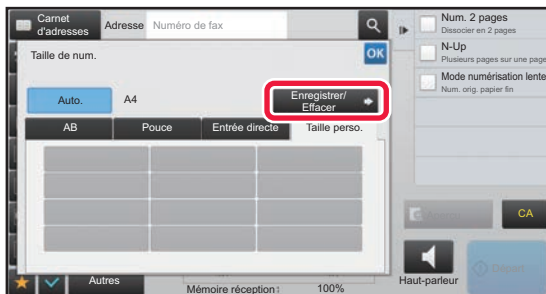 Carnet
d'adresses
Adresse
Numéro de fax
Taille de num.
OK
Auto.
A4
Enregistrer/
Effacer
AB
Pouce
Entrée directe
Taille perso.
Num. 2 pages
Dissocier en 2 pages
N-Up
Plusieurs pages sur une page
Mode numérisation lente
Num. orig. papier fin
CA
Haut-parleur
Départ
Autres
Mémoire réception:
100%